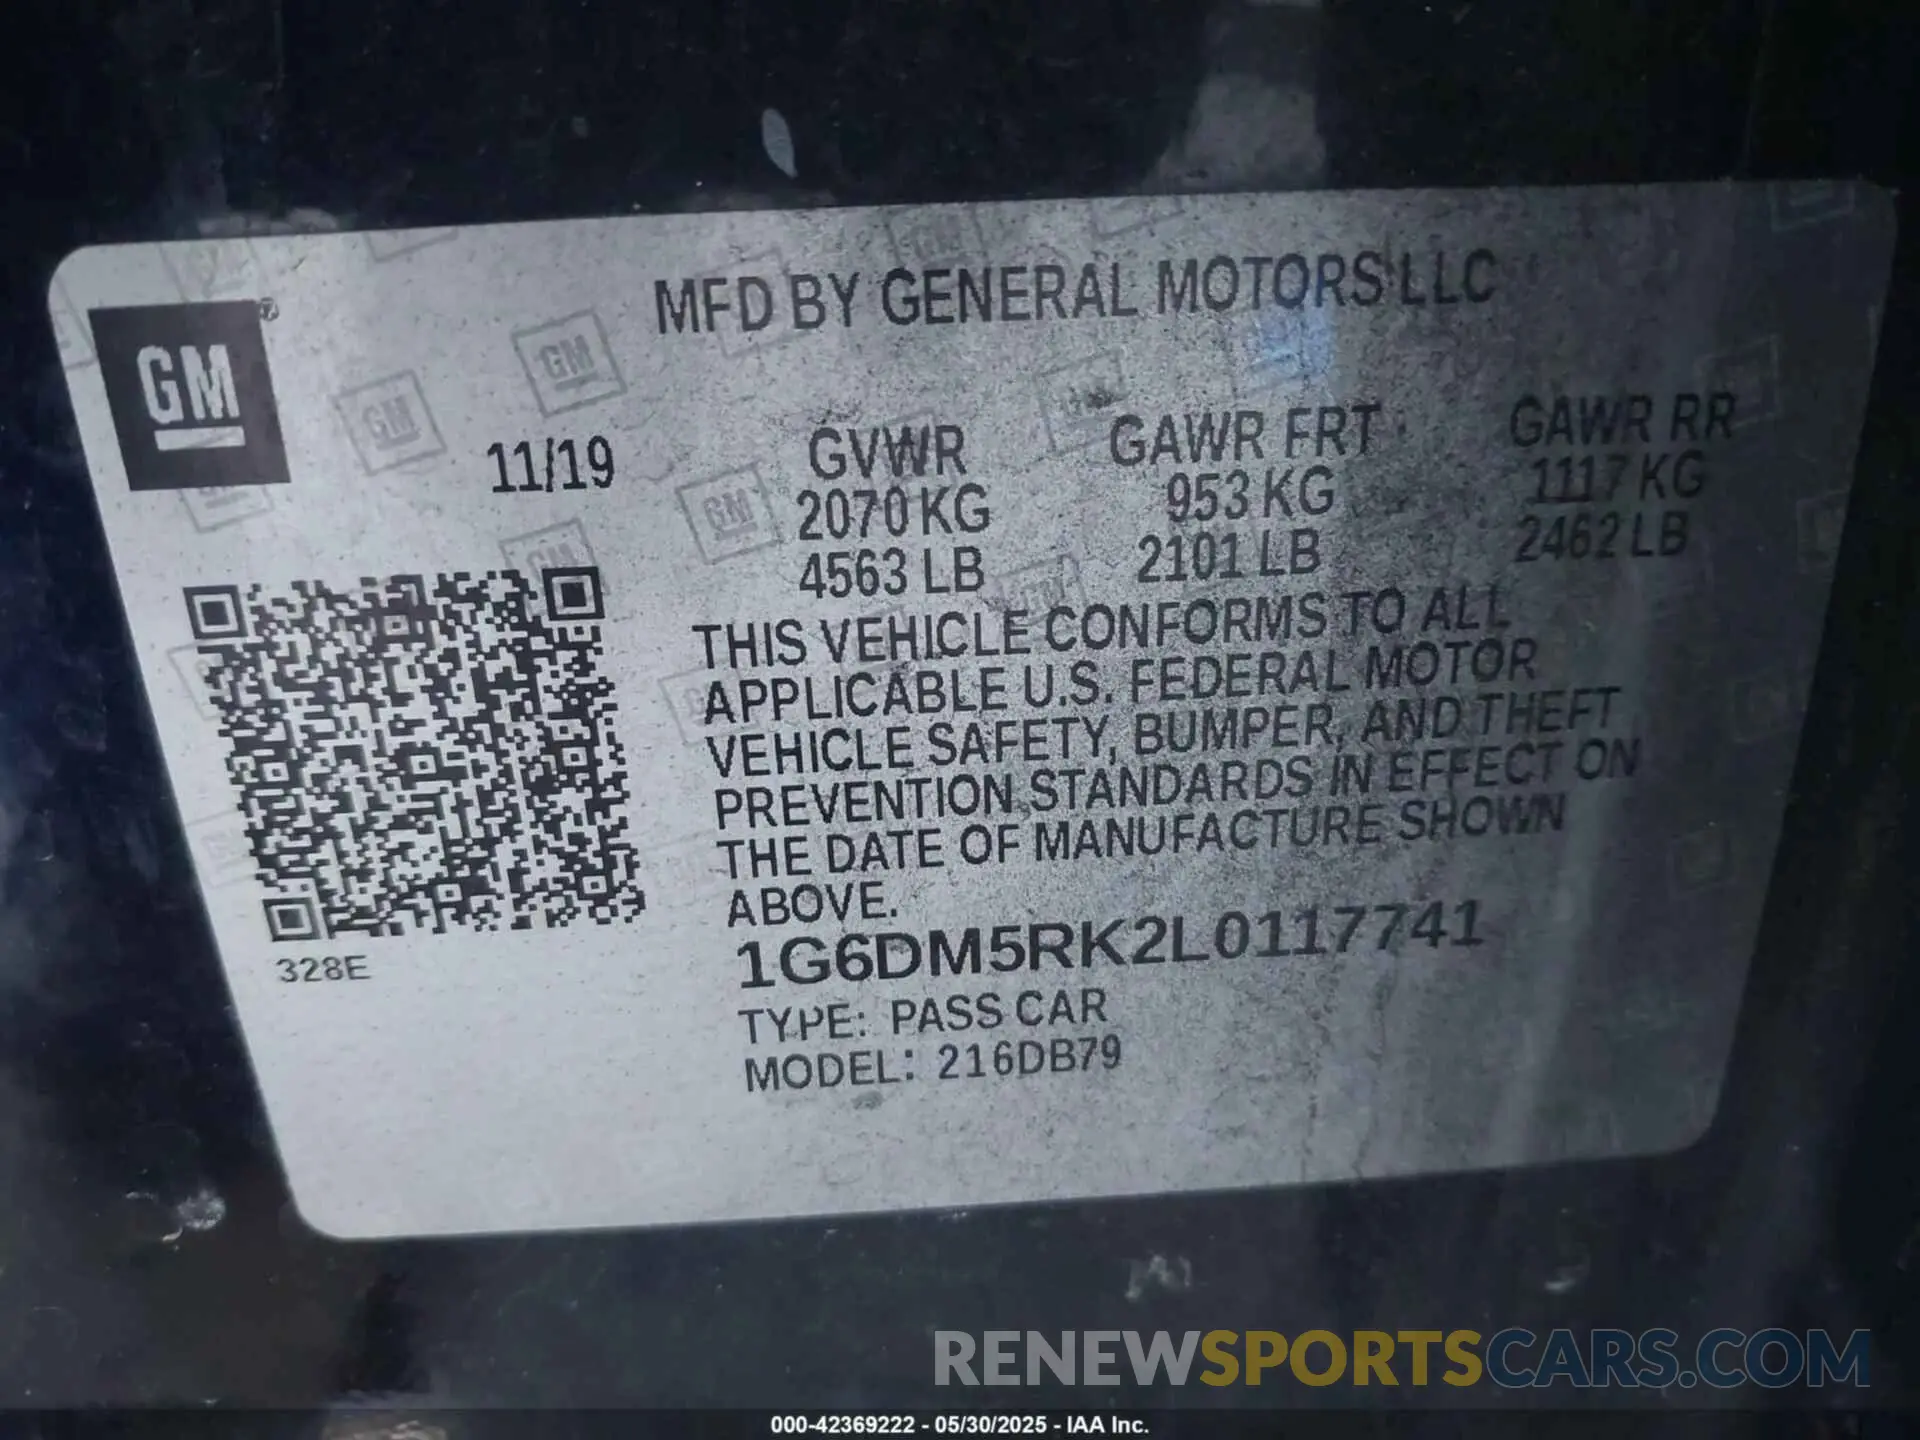 MFD BY GENERAL MOTORS LLC
GM
11/19
GVWR GAWR FRT GAWR RR
2070 KG 953 KG 1117 KG
4563 LB 2101 LB 2462 LB
THIS VEHICLE CONFORMS TO ALL
APPLICABLE U.S. FEDERAL MOTOR
VEHICLE SAFETY, BUMPER, AND THEFT
PREVENTION STANDARDS IN EFFECT ON
THE DATE OF MANUFACTURE SHOWN
ABOVE.
328E
1G6DM5RK2L0117741
TYPE: PASS CAR
MODEL: 216DB79
RENEWSPORTSCARS.COM
000-42369222 - 05/30/2025 - IAA Inc.